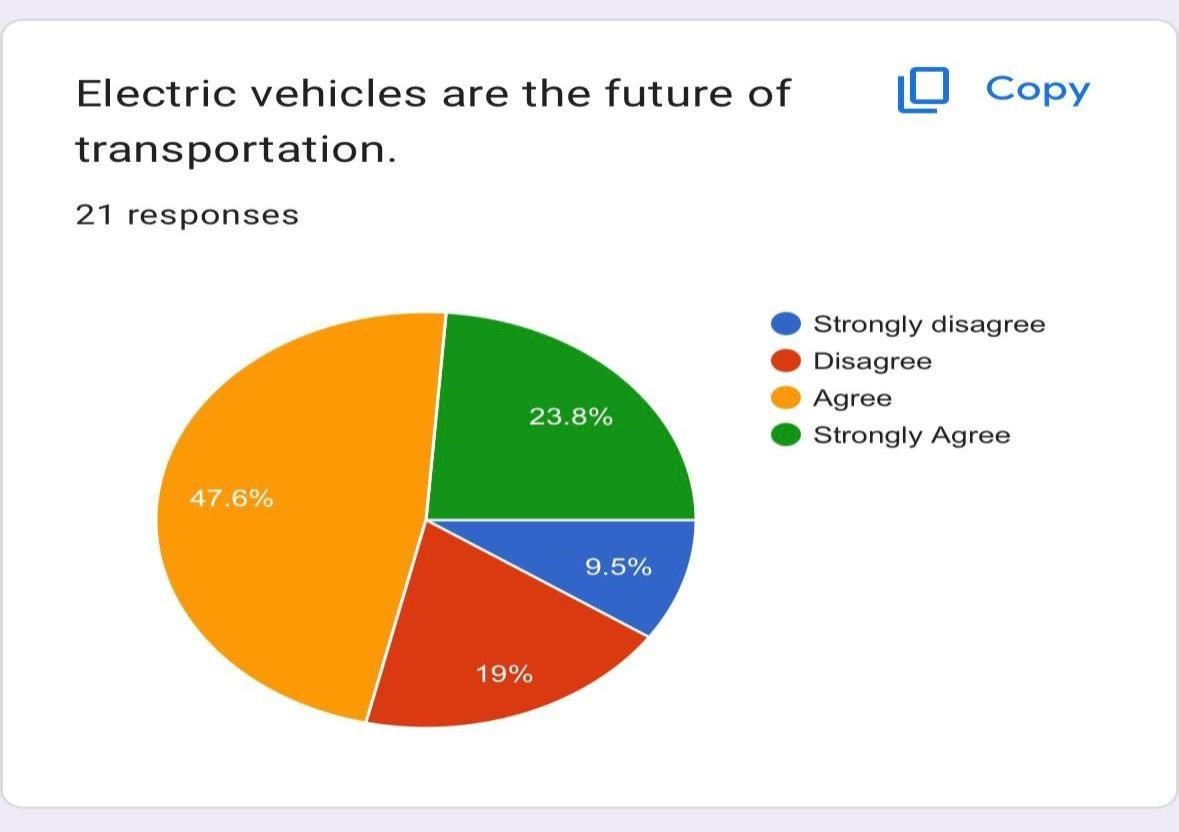 Electric vehicles are the future of
transportation.
Copy
21 responses
Strongly disagree
Disagree
Agree
Strongly Agree
23.8%
47.6%
9.5%
19%